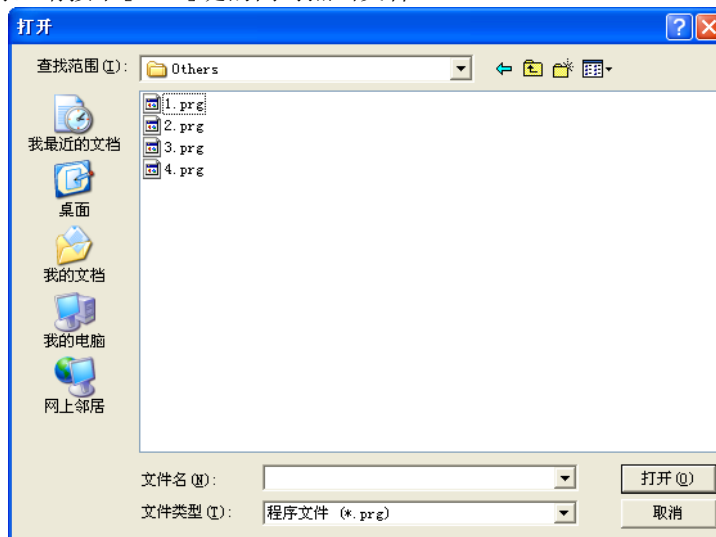 打开
查找范围(I):
Others
1.prg
2.prg
3.prg
4.prg
我最近的文档
桌面
我的文档
我的电脑
网上邻居
文件名(N):
打开(O)
文件类型(T):
程序文件 (*.prg)
取消